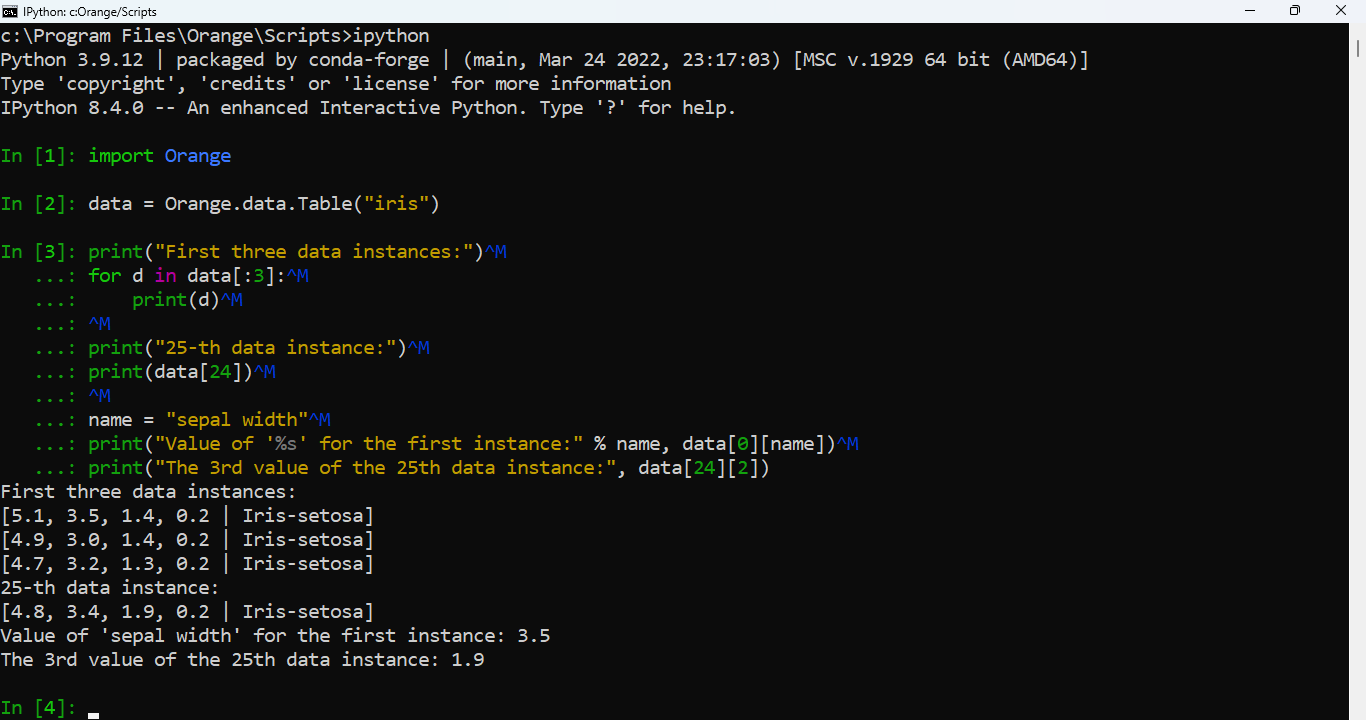 IPython: c:Orange/Scripts
c:\Program Files\Orange\Scripts>ipython
Python 3.9.12 | packaged by conda-forge | (main, Mar 24 2022, 23:17:03) [MSC v.1929 64 bit (AMD64)]
Type 'copyright', 'credits' or 'license' for more information
IPython 8.4.0 -- An enhanced Interactive Python. Type '?' for help.
In [1]: import Orange
In [2]: data = Orange.data.Table("iris")
In [3]: print("First three data instances:")^M
   ...: for d in data[:3]:^M
   ...:     print(d)^M
   ...: ^M
   ...: print("25-th data instance:")^M
   ...: print(data[24])^M
   ...: ^M
   ...: name = "sepal width"^M
   ...: print("Value of '%s' for the first instance:" % name, data[0][name])^M
   ...: print("The 3rd value of the 25th data instance:", data[24][2])
First three data instances:
[5.1, 3.5, 1.4, 0.2 | Iris-setosa]
[4.9, 3.0, 1.4, 0.2 | Iris-setosa]
[4.7, 3.2, 1.3, 0.2 | Iris-setosa]
25-th data instance:
[4.8, 3.4, 1.9, 0.2 | Iris-setosa]
Value of 'sepal width' for the first instance: 3.5
The 3rd value of the 25th data instance: 1.9
In [4]: